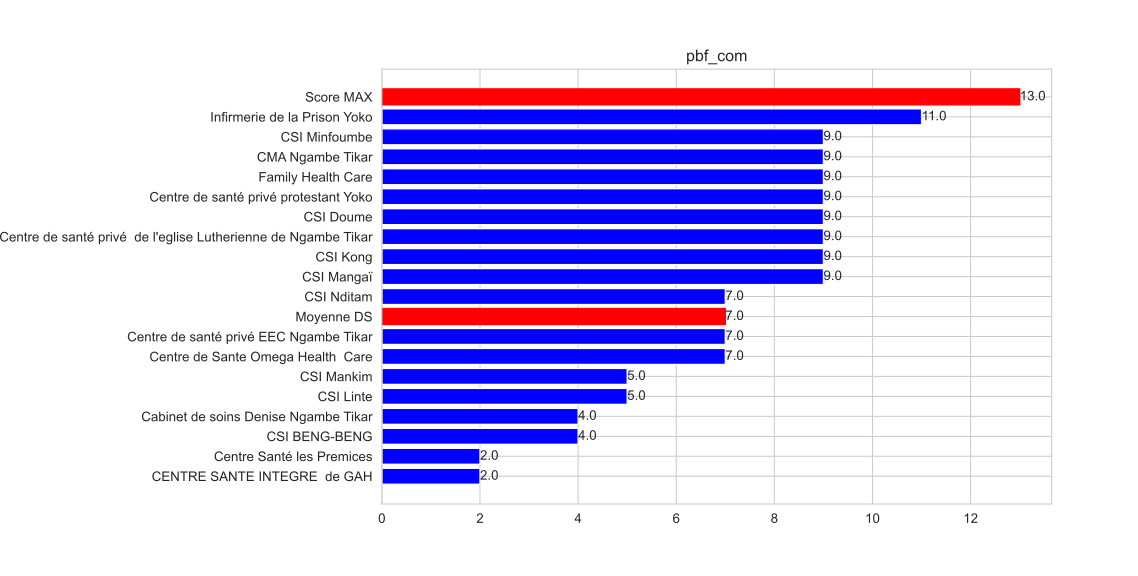 pbf_com
Score MAX 13.0
Infirmerie de la Prison Yoko 11.0
CSI Minfoumbe 9.0
CMA Ngambe Tikar 9.0
Family Health Care 9.0
Centre de santé privé protestant Yoko 9.0
CSI Doume 9.0
Centre de santé privé  de l'eglise Lutherienne de Ngambe Tikar 9.0
CSI Kong 9.0
CSI Mangaï 9.0
CSI Nditam 7.0
Moyenne DS 7.0
Centre de santé privé EEC Ngambe Tikar 7.0
Centre de Sante Omega Health  Care 7.0
CSI Mankim 5.0
CSI Linte 5.0
Cabinet de soins Denise Ngambe Tikar 4.0
CSI BENG-BENG 4.0
Centre Santé les Premices 2.0
CENTRE SANTE INTEGRE  de GAH 2.0
0 2 4 6 8 10 12